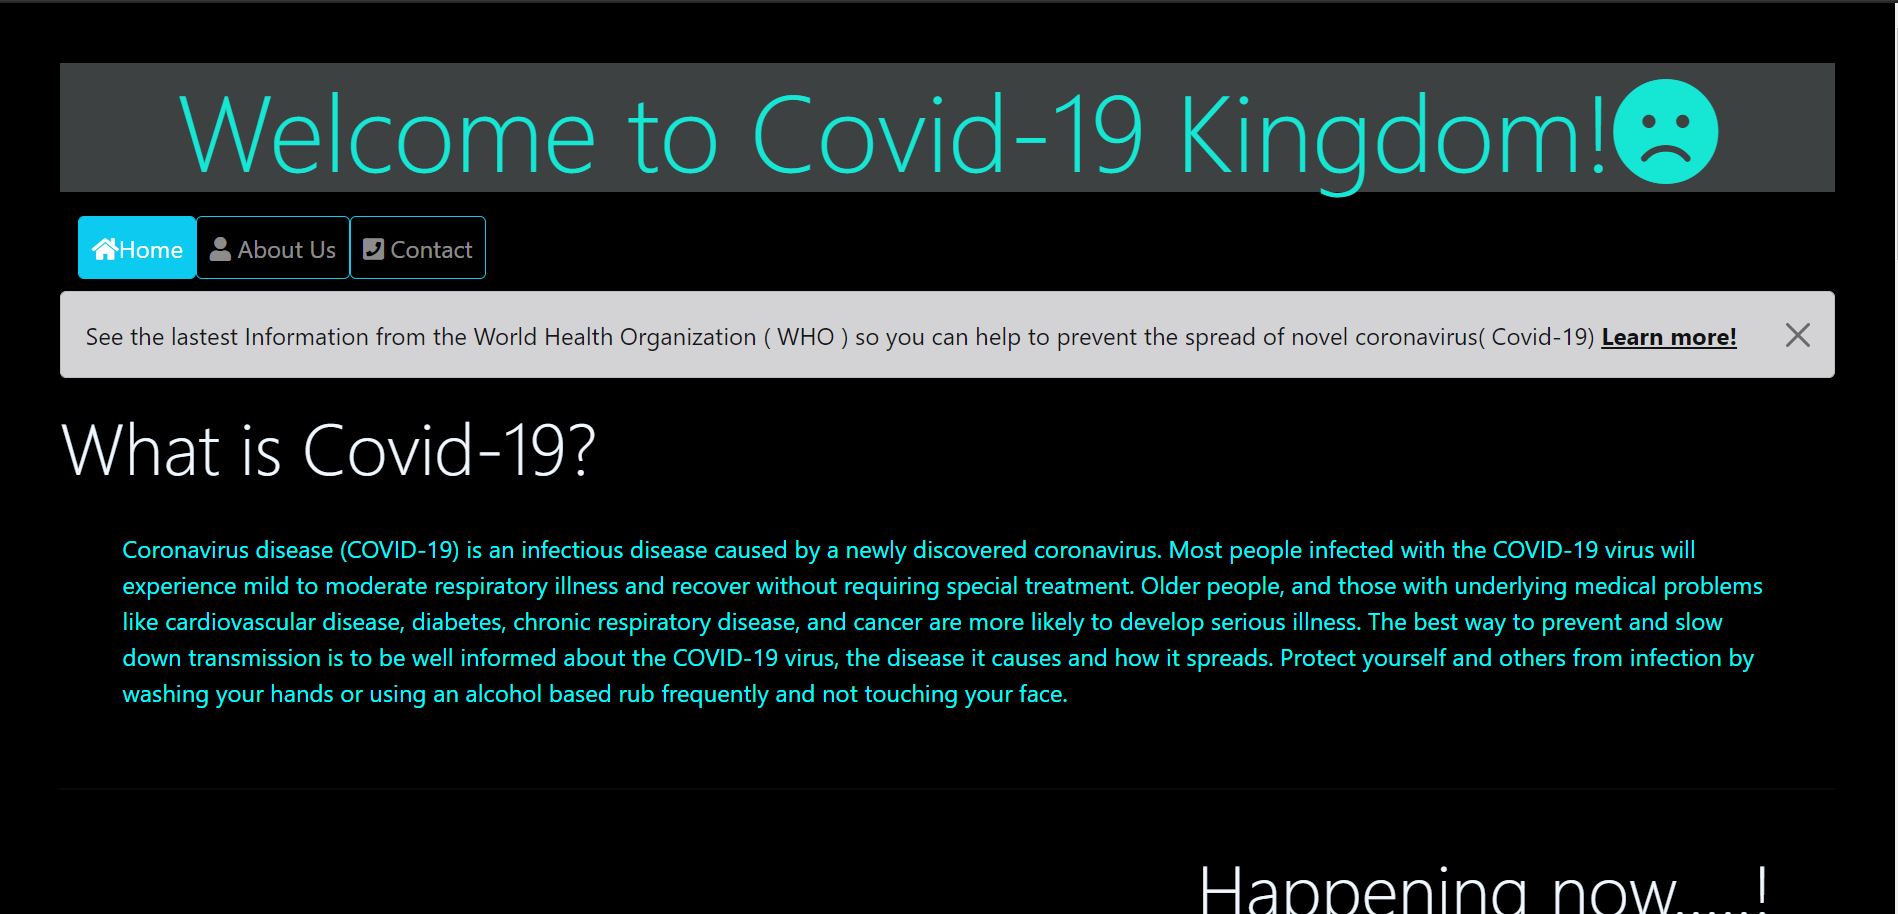 Welcome to Covid-19 Kingdom!
Home About Us Contact
See the lastest Information from the World Health Organization ( WHO ) so you can help to prevent the spread of novel coronavirus( Covid-19) Learn more!
What is Covid-19?
Coronavirus disease (COVID-19) is an infectious disease caused by a newly discovered coronavirus. Most people infected with the COVID-19 virus will
experience mild to moderate respiratory illness and recover without requiring special treatment. Older people, and those with underlying medical problems
like cardiovascular disease, diabetes, chronic respiratory disease, and cancer are more likely to develop serious illness. The best way to prevent and slow
down transmission is to be well informed about the COVID-19 virus, the disease it causes and how it spreads. Protect yourself and others from infection by
washing your hands or using an alcohol based rub frequently and not touching your face.
Happening now......!